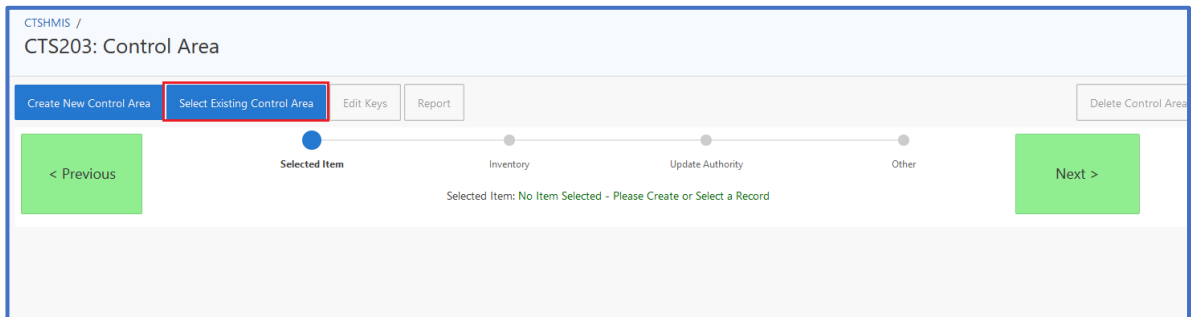 CTSHMIS /
CTS203: Control Area
Create New Control Area Select Existing Control Area Edit Keys Report Delete Control Area
< Previous
Selected Item Inventory Update Authority Other
Next >
Selected Item: No Item Selected - Please Create or Select a Record